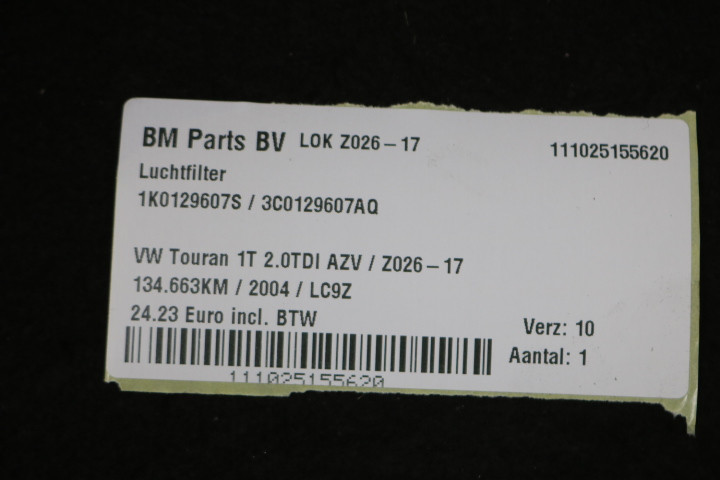 BM Parts BV LOK Z026-17 111025155620
Luchtfilter
1K0129607S / 3C0129607AQ
VW Touran 1T 2.0TDI AZV / Z026-17
134.663KM / 2004 / LC9Z
24.23 Euro incl. BTW
Verz: 10
Aantal: 1
111025155620